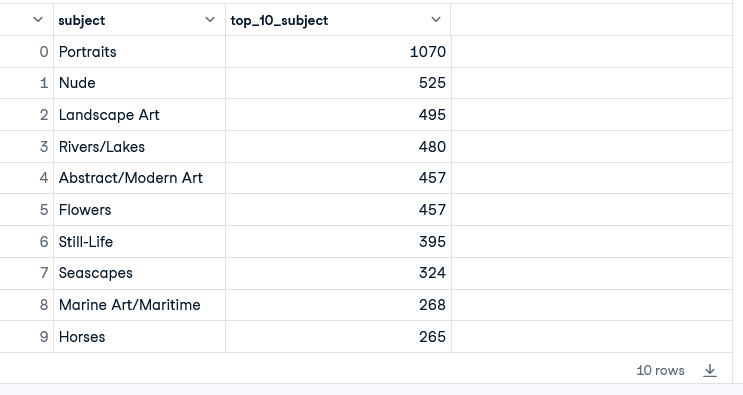 subject top_10_subject
0 Portraits 1070
1 Nude 525
2 Landscape Art 495
3 Rivers/Lakes 480
4 Abstract/Modern Art 457
5 Flowers 457
6 Still-Life 395
7 Seascapes 324
8 Marine Art/Maritime 268
9 Horses 265
10 rows